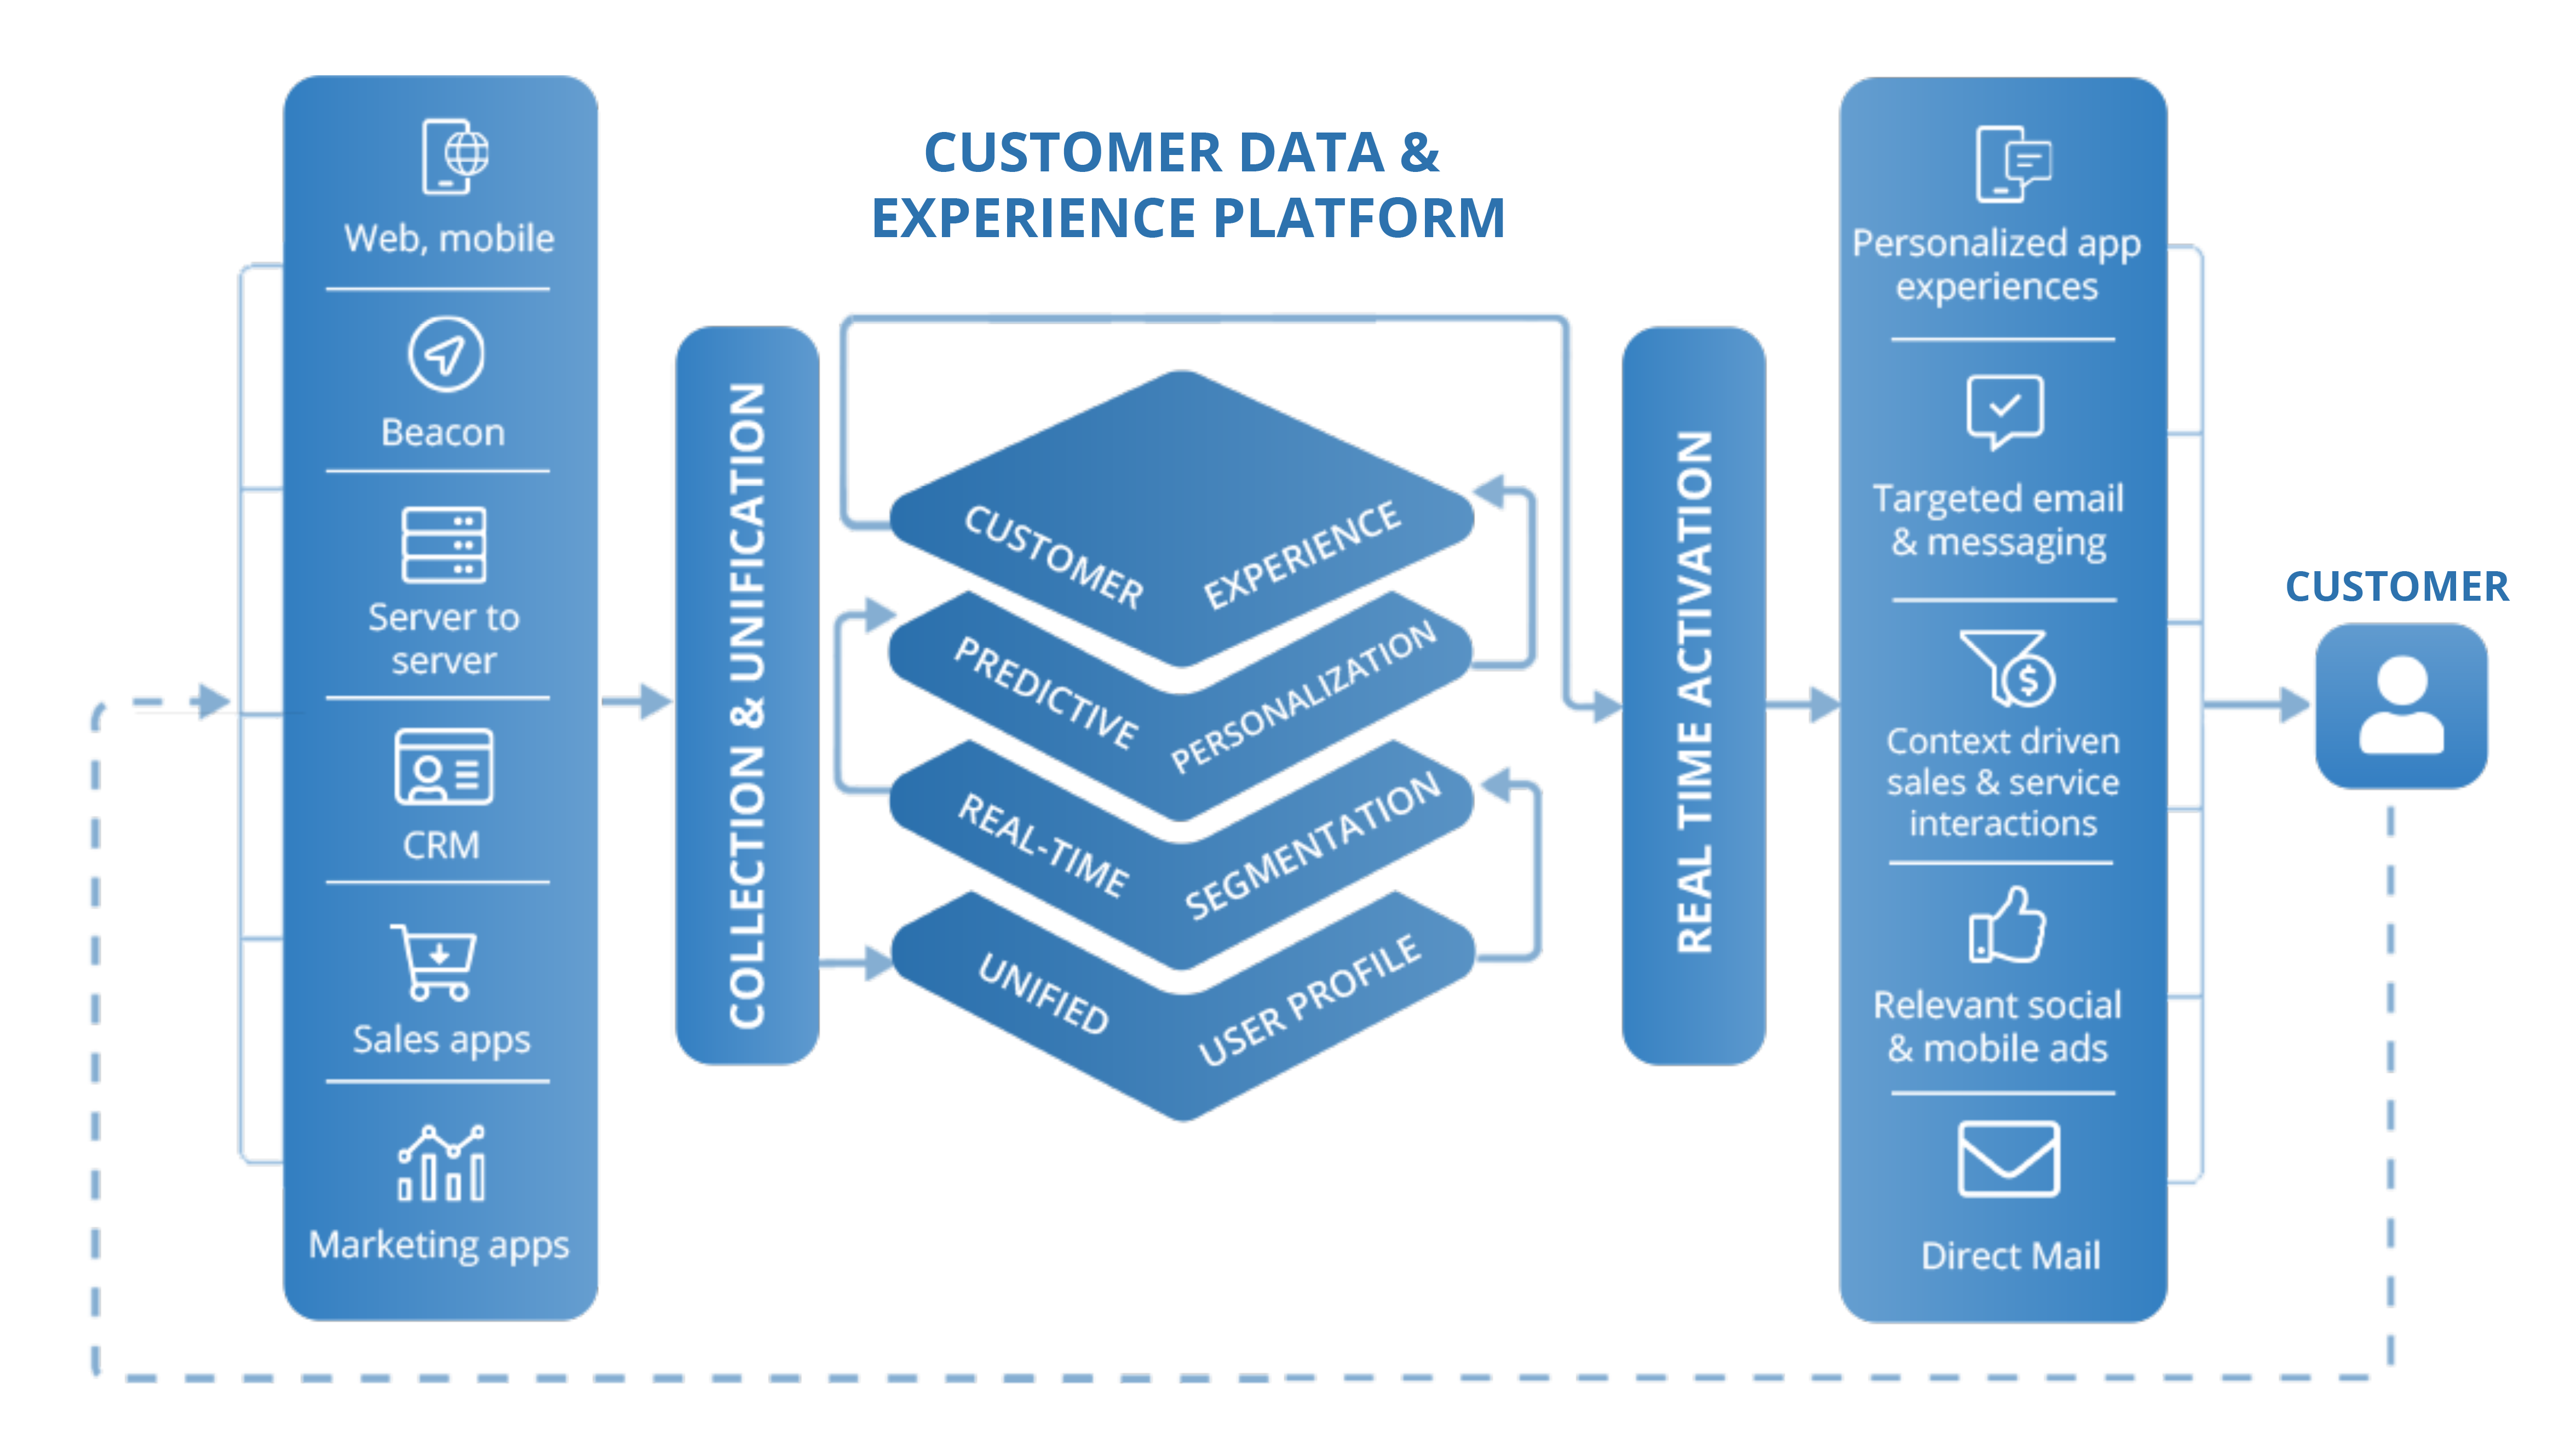 CUSTOMER DATA &
EXPERIENCE PLATFORM
Web, mobile
Beacon
Server to
server
CRM
Sales apps
Marketing apps
COLLECTION & UNIFICATION
CUSTOMER EXPERIENCE
PREDICTIVE PERSONALIZATION
REAL-TIME SEGMENTATION
UNIFIED USER PROFILE
REAL TIME ACTIVATION
Personalized app
experiences
Targeted email
& messaging
Context driven
sales & service
interactions
Relevant social
& mobile ads
Direct Mail
CUSTOMER